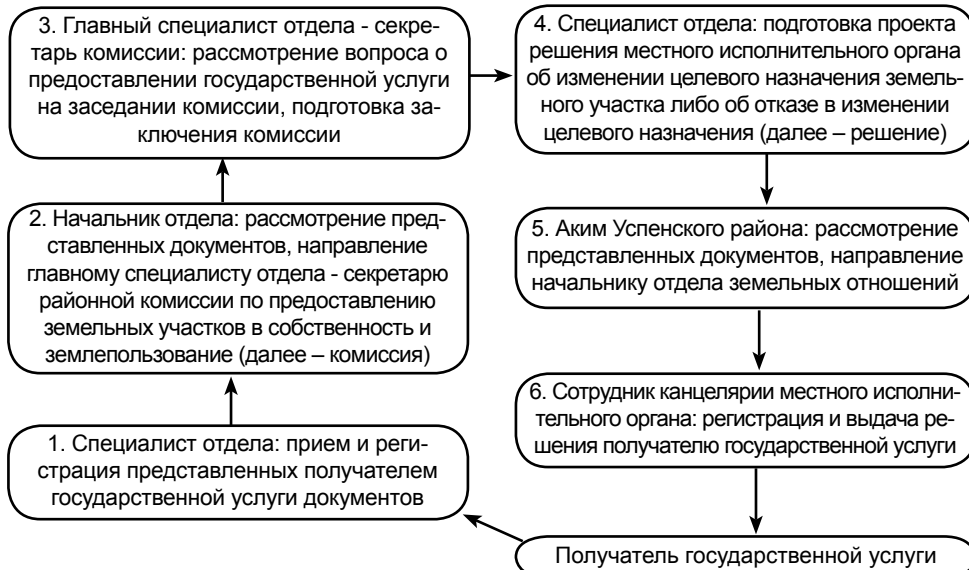 3. Главный специалист отдела - секре-
тарь комиссии: рассмотрение вопроса о
предоставлении государственной услуги
на заседании комиссии, подготовка за-
ключения комиссии
4. Специалист отдела: подготовка проекта
решения местного исполнительного органа
об изменении целевого назначения земель-
ного участка либо об отказе в изменении
целевого назначения (далее – решение)
2. Начальник отдела: рассмотрение пред-
ставленных документов, направление
главному специалисту отдела - секретарю
районной комиссии по предоставлению
земельных участков в собственность и
землепользование (далее – комиссия)
5. Аким Успенского района: рассмотрение
представленных документов, направление
начальнику отдела земельных отношений
1. Специалист отдела: прием и реги-
страция представленных получателем
государственной услуги документов
6. Сотрудник канцелярии местного исполни-
тельного органа: регистрация и выдача ре-
шения получателю государственной услуги
Получатель государственной услуги